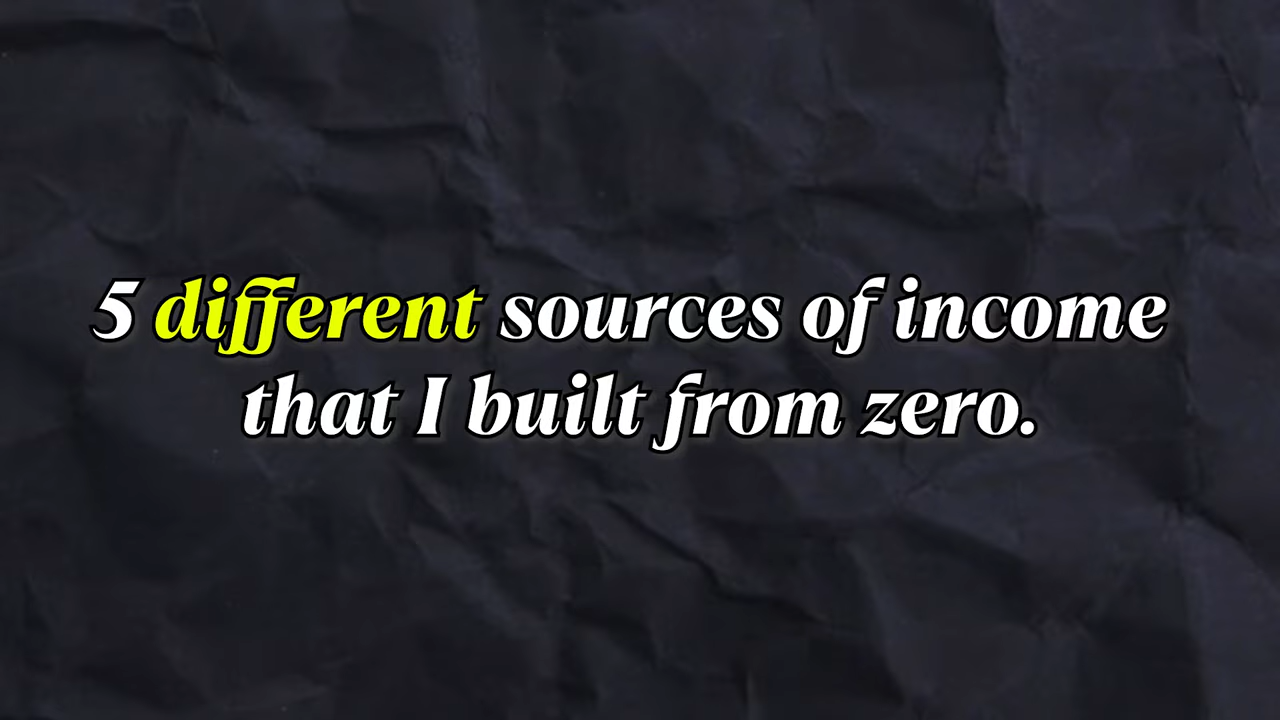 5 different sources of income
that I built from zero.